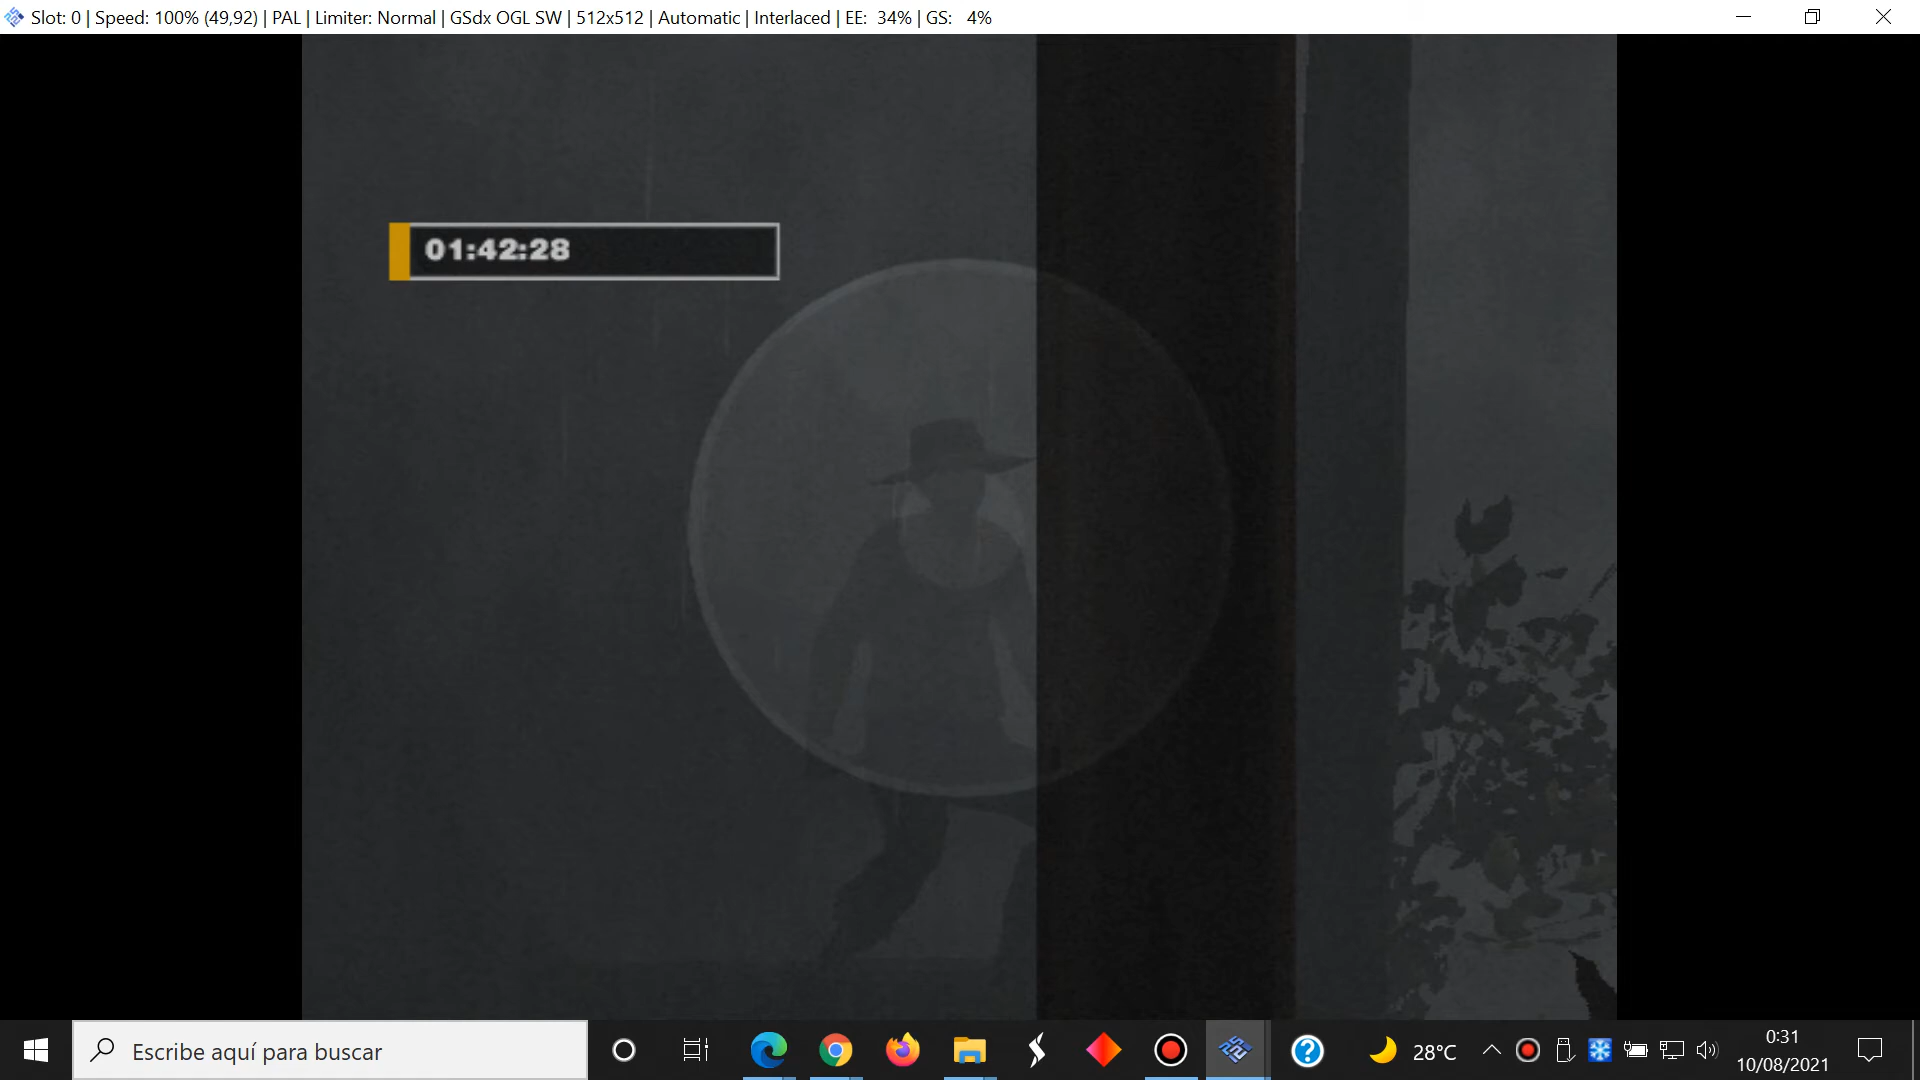 Slot: 0 | Speed: 100% (49,92) | PAL | Limiter: Normal | GSdx OGL SW | 512x512 | Automatic | Interlaced | EE:  34% | GS:   4%
01:42:28
Escribe aquí para buscar
28°C
0:31
10/08/2021